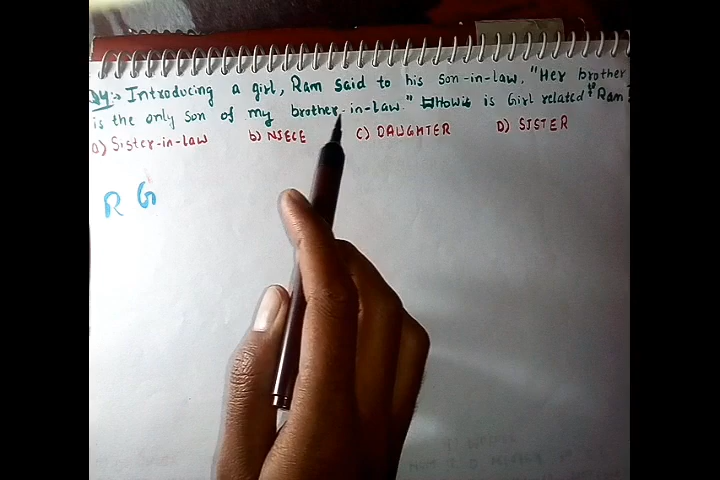 Q4:- Introducing a girl, Ram said to his son-in-law, "Her brother
is the only son of my brother-in-law." How is Girl related to Ram?
a) Sister-in-law b) NIECE C) DAUGHTER D) SISTER
R G